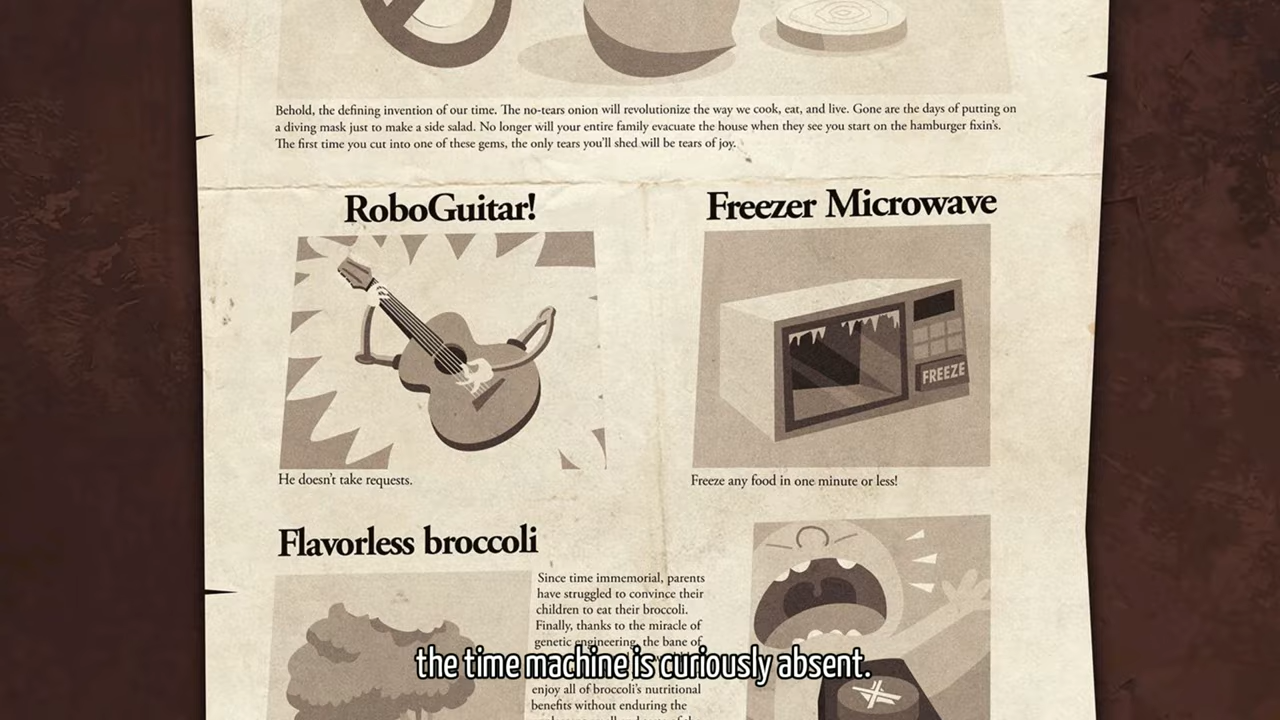 Behold, the defining invention of our time. The no-tears onion will revolutionize the way we cook, eat, and live. Gone are the days of putting on
a diving mask just to make a side salad. No longer will your entire family evacuate the house when they see you start on the hamburger fixin's.
The first time you cut into one of these gems, the only tears you'll shed will be tears of joy.
RoboGuitar!
Freezer Microwave
FREEZE
He doesn't take requests.
Freeze any food in one minute or less!
Flavorless broccoli
Since time immemorial, parents
have struggled to convince their
children to eat their broccoli.
Finally, thanks to the miracle of
genetic engineering, the bane of
the time machine is curiously absent.
enjoy all of broccoli's nutritional
benefits without enduring the